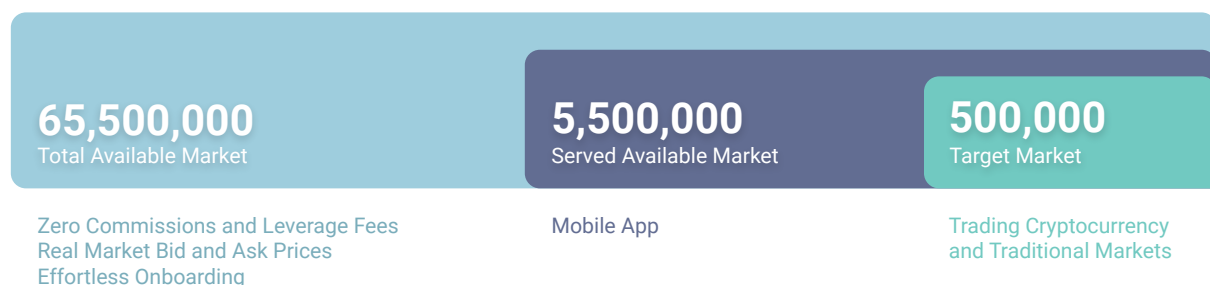 65,500,000
Total Available Market
5,500,000
Served Available Market
500,000
Target Market
Zero Commissions and Leverage Fees
Real Market Bid and Ask Prices
Effortless Onboarding
Mobile App
Trading Cryptocurrency
and Traditional Markets